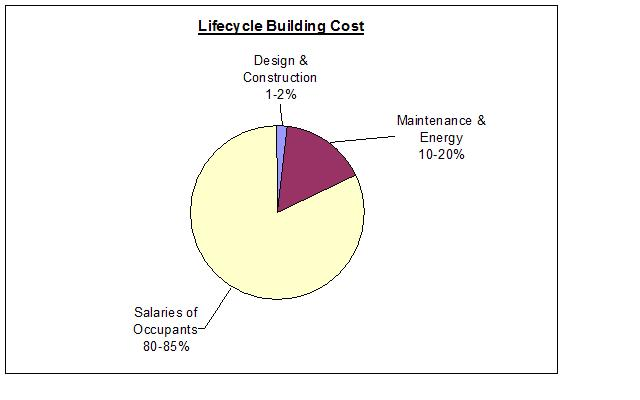 Lifecycle Building Cost
Design &
Construction
1-2%
Maintenance &
Energy
10-20%
Salaries of
Occupants
80-85%